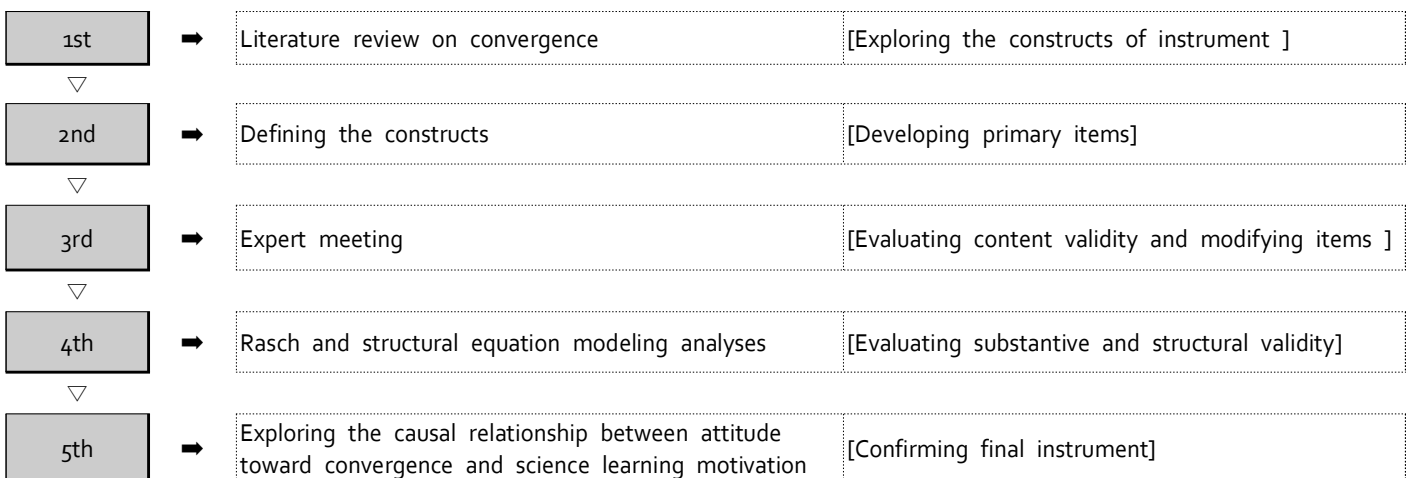 1st ➡ Literature review on convergence [Exploring the constructs of instrument ]
▽
2nd ➡ Defining the constructs [Developing primary items]
▽
3rd ➡ Expert meeting [Evaluating content validity and modifying items ]
▽
4th ➡ Rasch and structural equation modeling analyses [Evaluating substantive and structural validity]
▽
5th ➡ Exploring the causal relationship between attitude
toward convergence and science learning motivation
[Confirming final instrument]